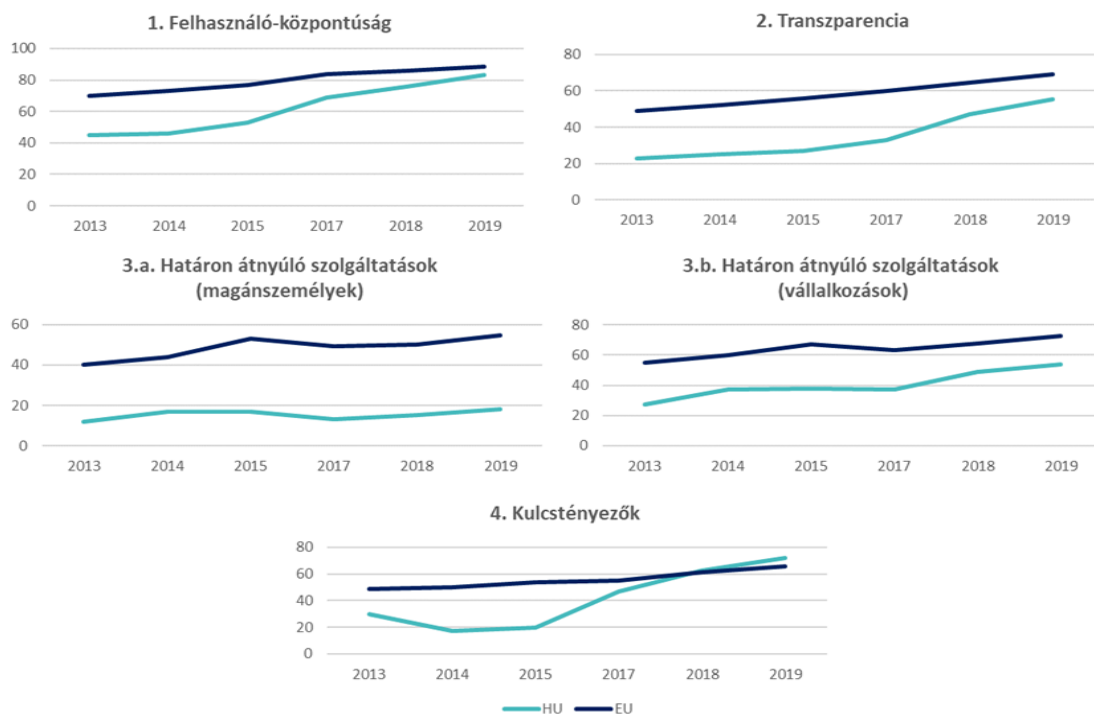 1. Felhasználó-központúság
100
80
60
40
20
0
2013 2014 2015 2017 2018 2019
2. Transzparencia
80
60
40
20
0
2013 2014 2015 2017 2018 2019
3.a. Határon átnyúló szolgáltatások
(magánszemélyek)
60
40
20
0
2013 2014 2015 2017 2018 2019
3.b. Határon átnyúló szolgáltatások
(vállalkozások)
80
60
40
20
0
2013 2014 2015 2017 2018 2019
4. Kulcstényezők
80
60
40
20
0
2013 2014 2015 2017 2018 2019
HU EU